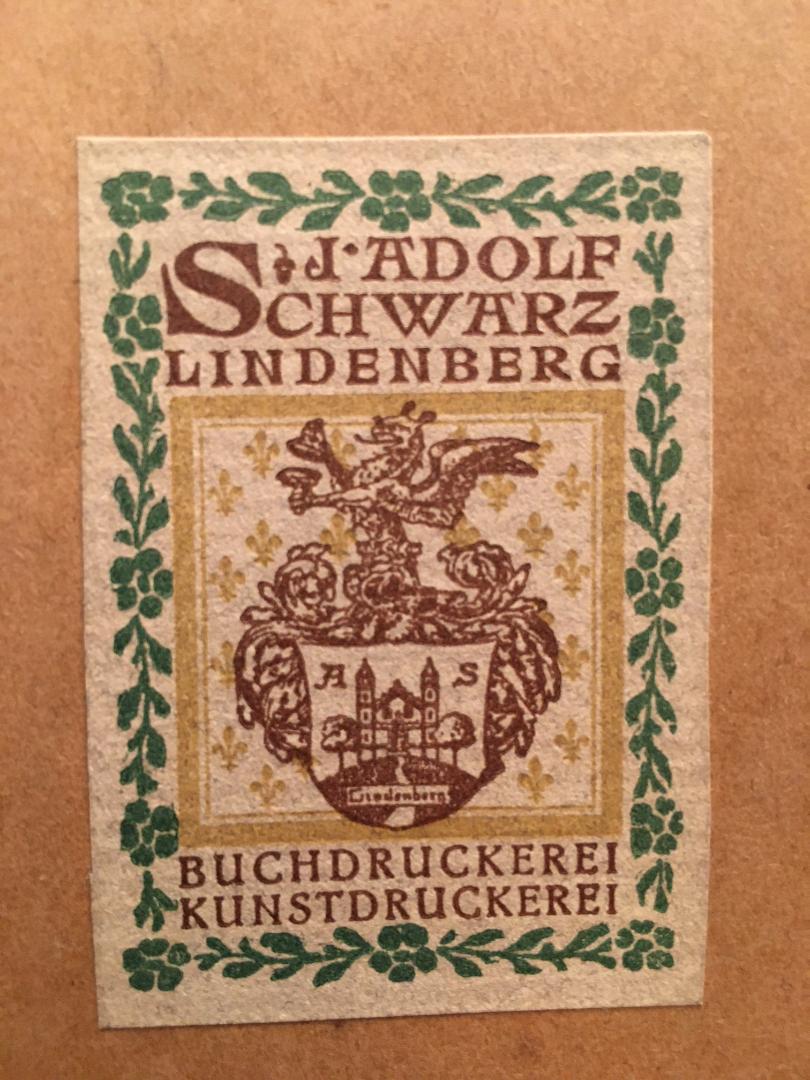 J · ADOLF
SCHWARZ
LINDENBERG
A S
Lindenberg
BUCHDRUCKEREI
KUNSTDRUCKEREI